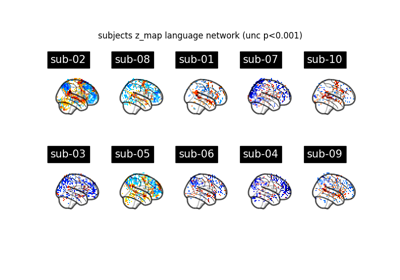 subjects z_map language network (unc p<0.001)
sub-02 sub-08 sub-01 sub-07 sub-10
sub-03 sub-05 sub-06 sub-04 sub-09